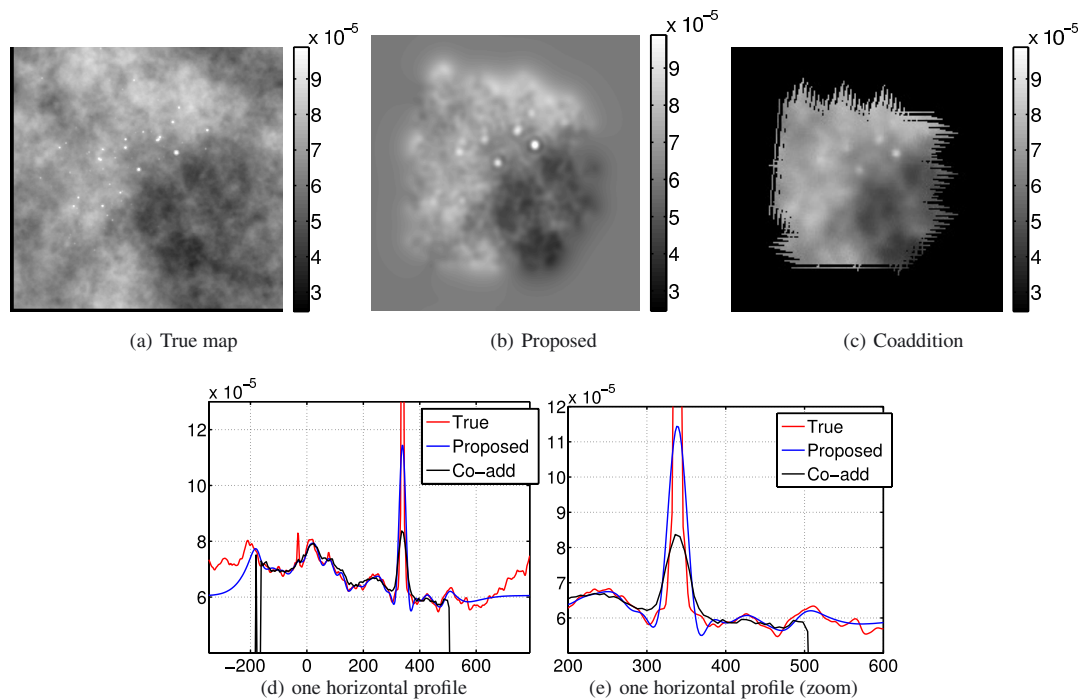 x 10⁻⁵
9
8
7
6
5
4
3
(a) True map
x 10⁻⁵
9
8
7
6
5
4
3
(b) Proposed
x 10⁻⁵
9
8
7
6
5
4
3
(c) Coaddition
x 10⁻⁵
12
10
8
6
−200 0 200 400 600
True
Proposed
Co−add
(d) one horizontal profile
x 10⁻⁵
12
11
10
9
8
7
6
200 300 400 500 600
True
Proposed
Co−add
(e) one horizontal profile (zoom)